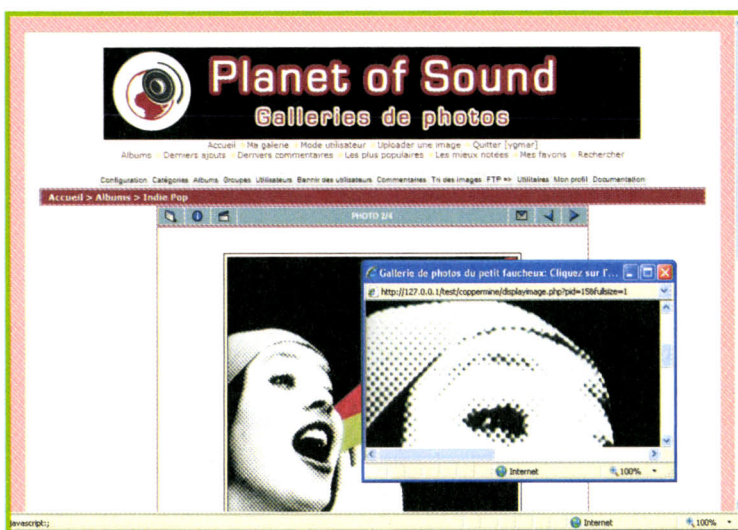 Planet of Sound
Galleries de photos
Accueil Ma galerie Mode utilisateur Uploader une image Quitter [vgmar]
Albums Derniers ajouts Derniers commentaires Les plus populaires Les mieux notées Mes favoris Rechercher
Configuration Catégories Albums Groupes Utilisateurs Bannir des utilisateurs Commentaires Tri des images FTP => Utilitaires Mon profil Documentation
Accueil > Albums > Indie Pop
PHOTO 2/4
Gallerie de photos du petit faucheux: Cliquez sur l'...
http://127.0.0.1/test/coppermine/displayimage.php?pid=15&fullsize=1
Internet 100%
javascript:; Internet 100%